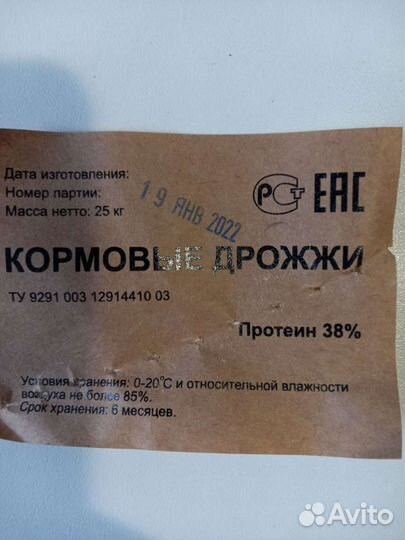 Дата изготовления:
Номер партии:
19 ЯНВ 2022
Масса нетто: 25 кг
РСТ ЕАС
КОРМОВЫЕ ДРОЖЖИ
ТУ 9291 003 12914410 03
Протеин 38%
Условия хранения: 0-20°С и относительной влажности
воздуха не более 85%.
Срок хранения: 6 месяцев.
Avito